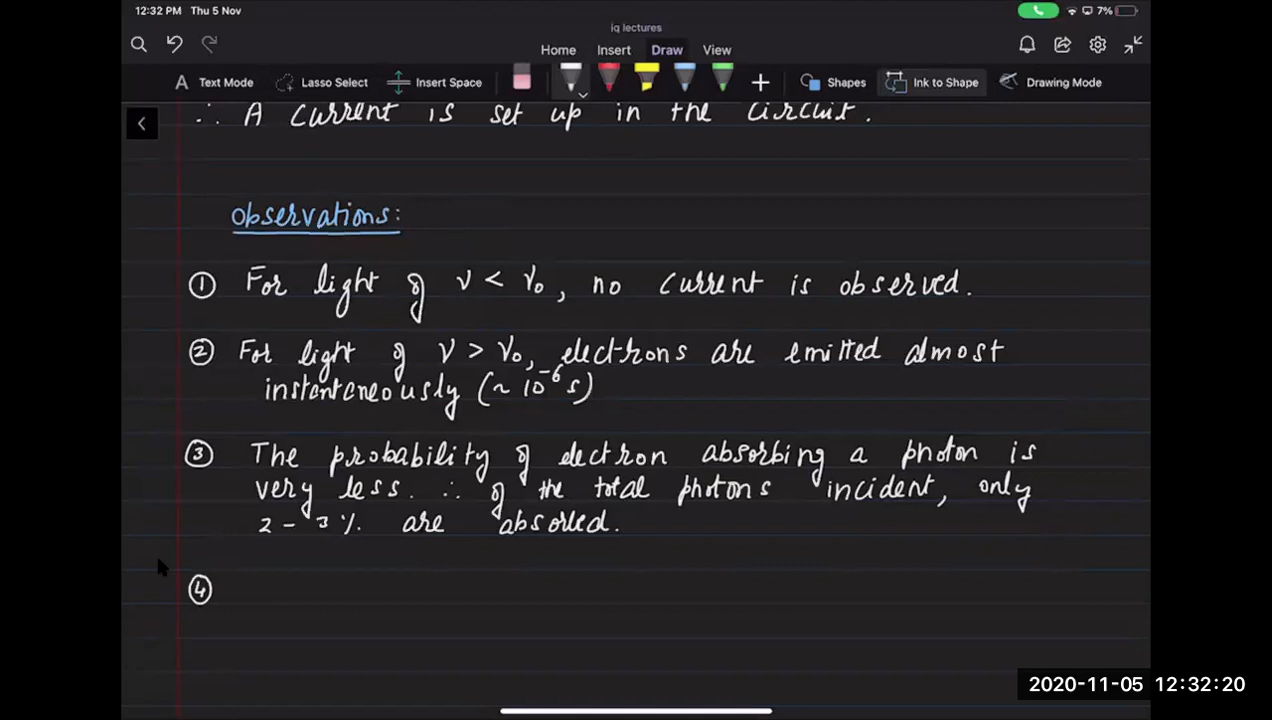 12:32 PM Thu 5 Nov
7%
iq lectures
Home Insert Draw View
Text Mode Lasso Select Insert Space Shapes Ink to Shape Drawing Mode
∴ A current is set up in the circuit.
Observations:
① For light of ν < ν₀, no current is observed.
② For light of ν > ν₀, electrons are emitted almost
instantaneously (~ 10⁻⁶ s)
③ The probability of electron absorbing a photon is
very less. ∴ of the total photons incident, only
2 - 3 % are absorbed.
④
2020-11-05 12:32:20